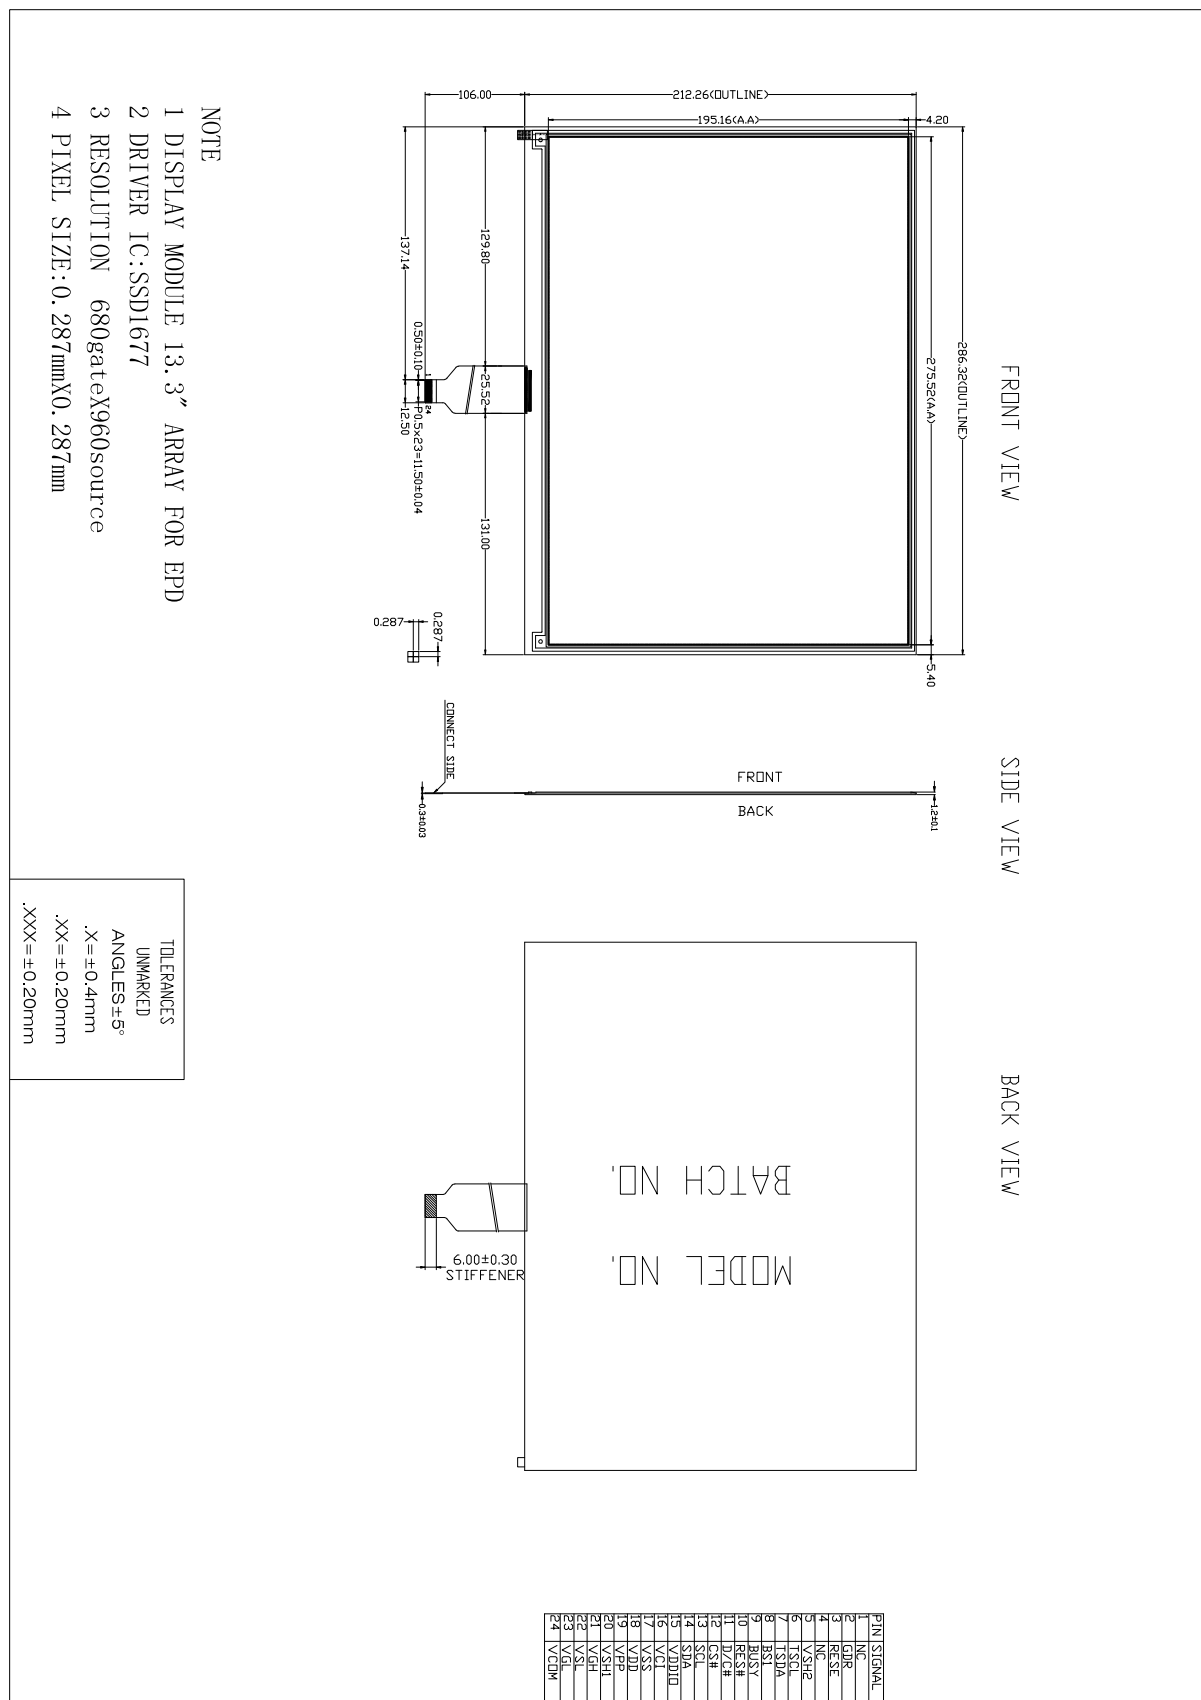 FRONT VIEW
SIDE VIEW
BACK VIEW
286.32(OUTLINE)
275.52(A.A)
5.40
4.20
195.16(A.A)
212.26(OUTLINE)
106.00
129.80
25.52
131.00
137.14
0.50±0.10
P0.5x23=11.50±0.04
12.50
1
24
0.287
0.287
FRONT
BACK
1.2±0.1
CONNECT SIDE
0.3±0.03
BATCH NO.
MODEL NO.
6.00±0.30
STIFFENER
PIN SIGNAL
1 NC
2 GDR
3 RESE
4 NC
5 VSH2
6 TSCL
7 TSDA
8 BS1
9 BUSY
10 RES#
11 D/C#
12 CS#
13 SCL
14 SDA
15 VDDIO
16 VCI
17 VSS
18 VDD
19 VPP
20 VSH1
21 VGH
22 VSL
23 VGL
24 VCOM
NOTE
1 DISPLAY MODULE 13.3" ARRAY FOR EPD
2 DRIVER IC:SSD1677
3 RESOLUTION 680gateX960source
4 PIXEL SIZE:0.287mmX0.287mm
TOLERANCES
UNMARKED
ANGLES±5°
.X=±0.4mm
.XX=±0.20mm
.XXX=±0.20mm